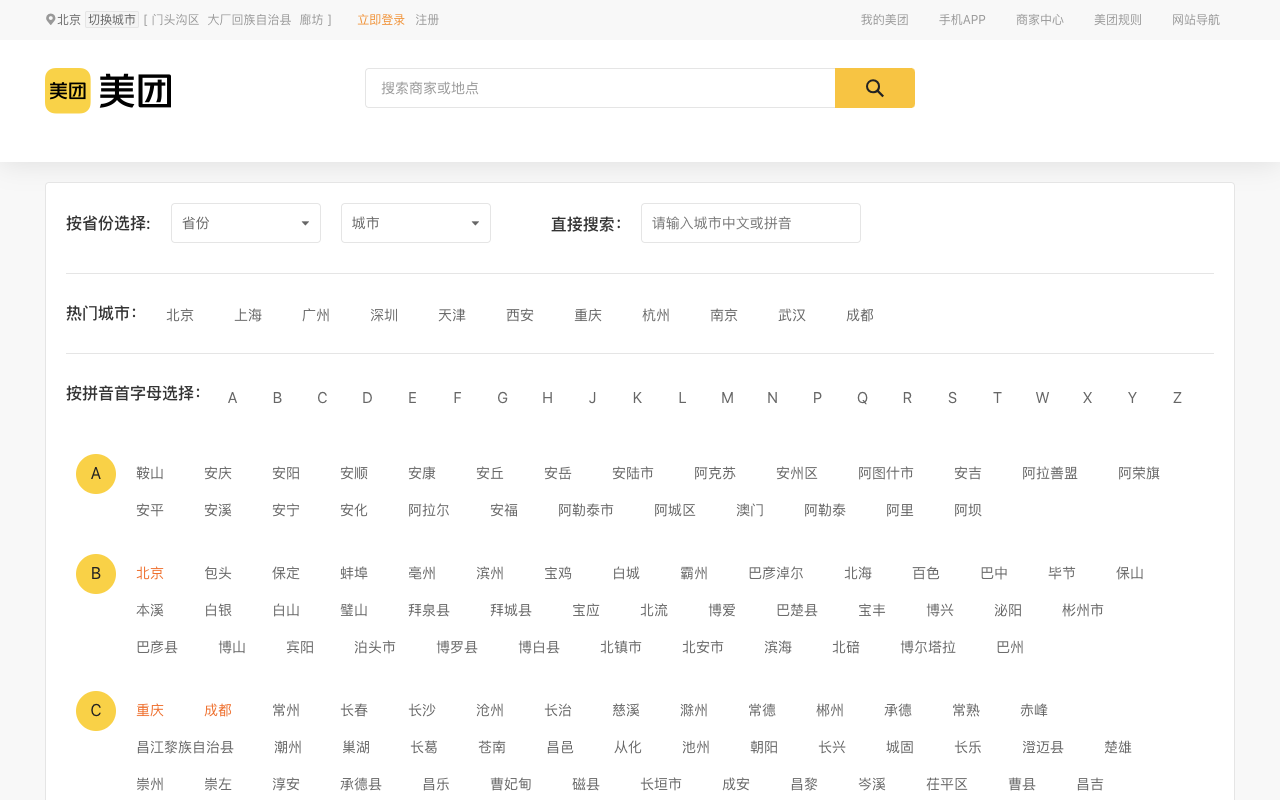 北京 切换城市 [ 门头沟区 大厂回族自治县 廊坊 ] 立即登录 注册 我的美团 手机APP 商家中心 美团规则 网站导航
美团 美团 搜索商家或地点
按省份选择: 省份 城市 直接搜索: 请输入城市中文或拼音
热门城市: 北京 上海 广州 深圳 天津 西安 重庆 杭州 南京 武汉 成都
按拼音首字母选择: A B C D E F G H J K L M N P Q R S T W X Y Z
A 鞍山 安庆 安阳 安顺 安康 安丘 安岳 安陆市 阿克苏 安州区 阿图什市 安吉 阿拉善盟 阿荣旗
安平 安溪 安宁 安化 阿拉尔 安福 阿勒泰市 阿城区 澳门 阿勒泰 阿里 阿坝
B 北京 包头 保定 蚌埠 亳州 滨州 宝鸡 白城 霸州 巴彦淖尔 北海 百色 巴中 毕节 保山
本溪 白银 白山 璧山 拜泉县 拜城县 宝应 北流 博爱 巴楚县 宝丰 博兴 泌阳 彬州市
巴彦县 博山 宾阳 泊头市 博罗县 博白县 北镇市 北安市 滨海 北碚 博尔塔拉 巴州
C 重庆 成都 常州 长春 长沙 沧州 长治 慈溪 滁州 常德 郴州 承德 常熟 赤峰
昌江黎族自治县 潮州 巢湖 长葛 苍南 昌邑 从化 池州 朝阳 长兴 城固 长乐 澄迈县 楚雄
崇州 崇左 淳安 承德县 昌乐 曹妃甸 磁县 长垣市 成安 昌黎 岑溪 茌平区 曹县 昌吉